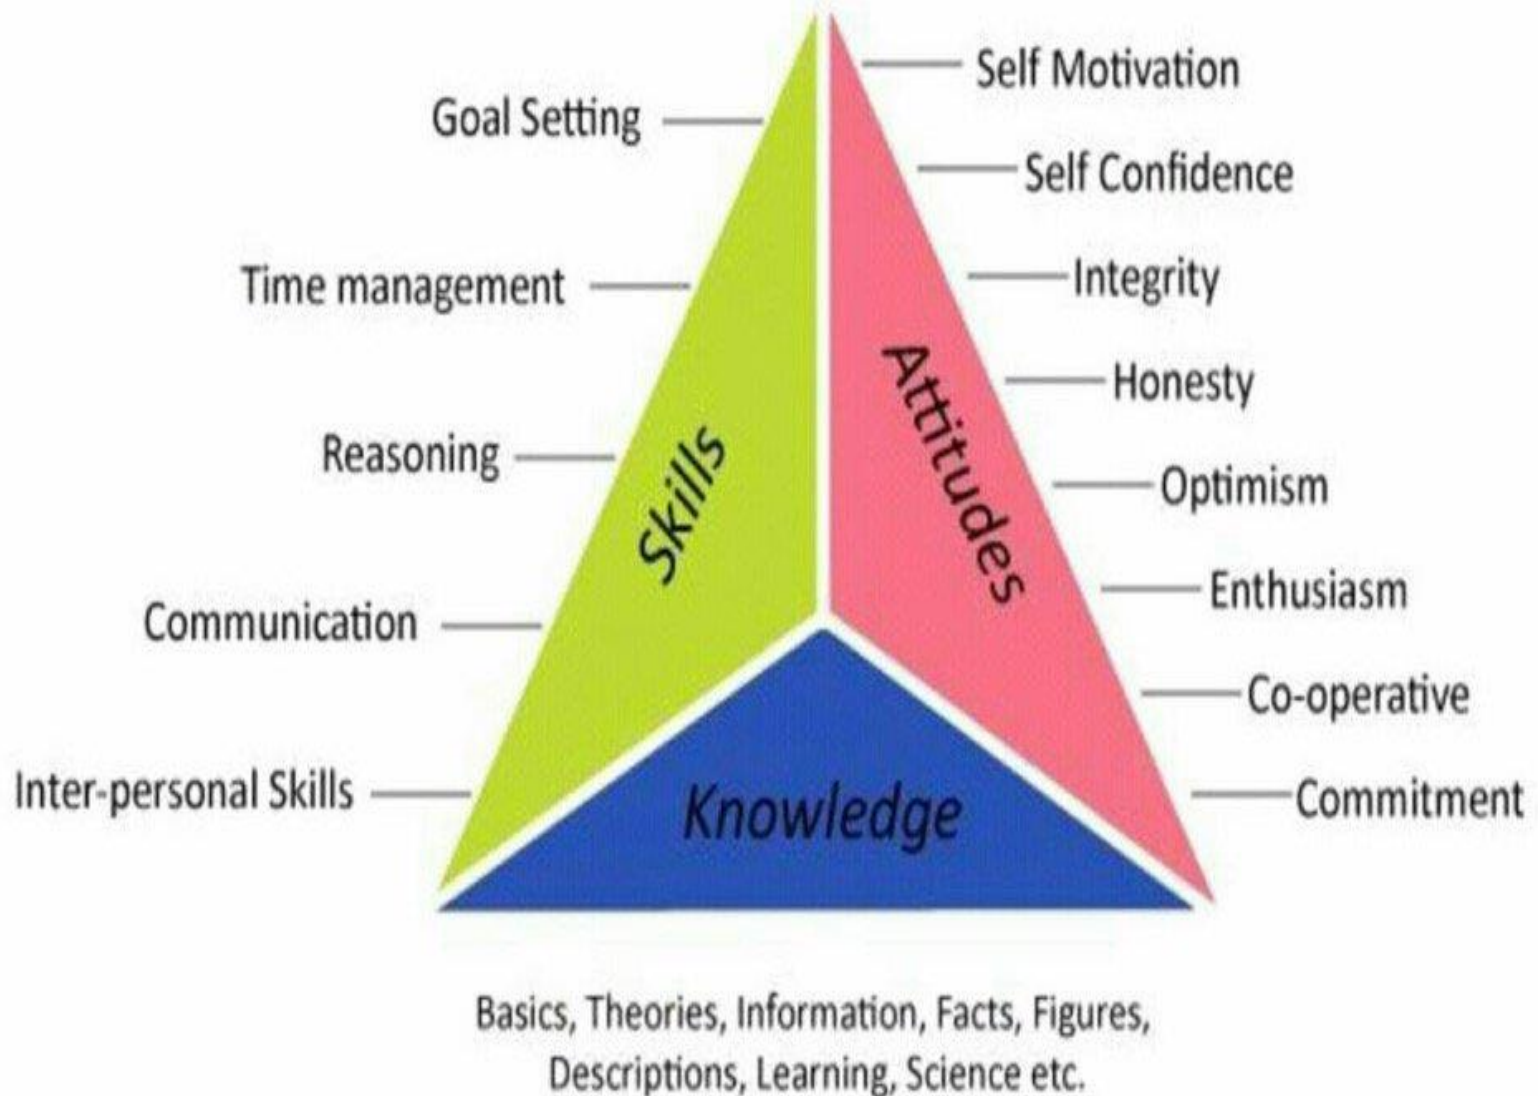 Goal Setting
Time management
Reasoning
Communication
Inter-personal Skills
Skills
Attitudes
Self Motivation
Self Confidence
Integrity
Honesty
Optimism
Enthusiasm
Co-operative
Commitment
Knowledge
Basics, Theories, Information, Facts, Figures,
Descriptions, Learning, Science etc.